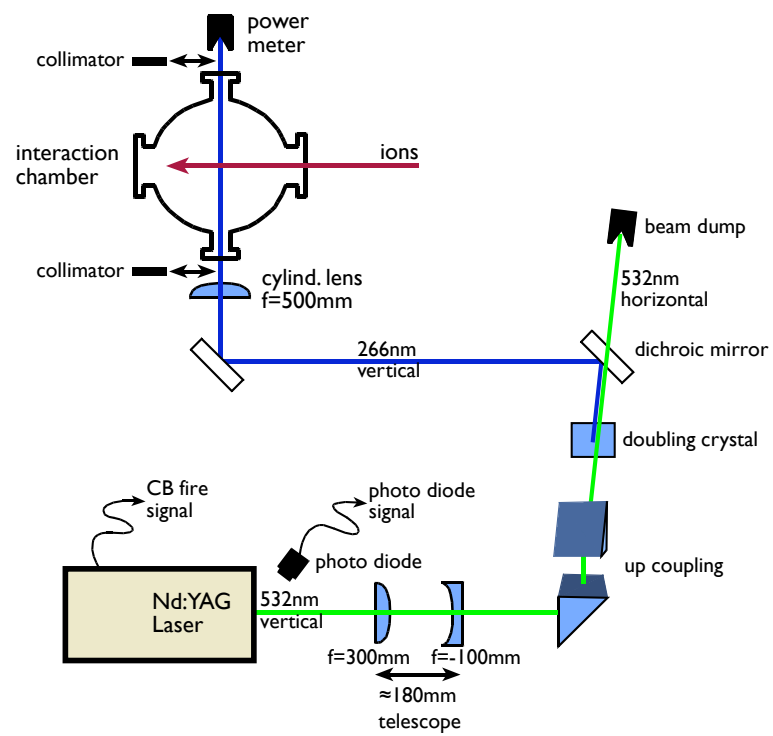 power
meter
collimator
interaction
chamber
ions
collimator
cylind. lens
f=500mm
beam dump
532nm
horizontal
266nm
vertical
dichroic mirror
doubling crystal
CB fire
signal
photo diode
signal
photo diode
up coupling
Nd:YAG
Laser
532nm
vertical
f=300mm
f=-100mm
≈180mm
telescope